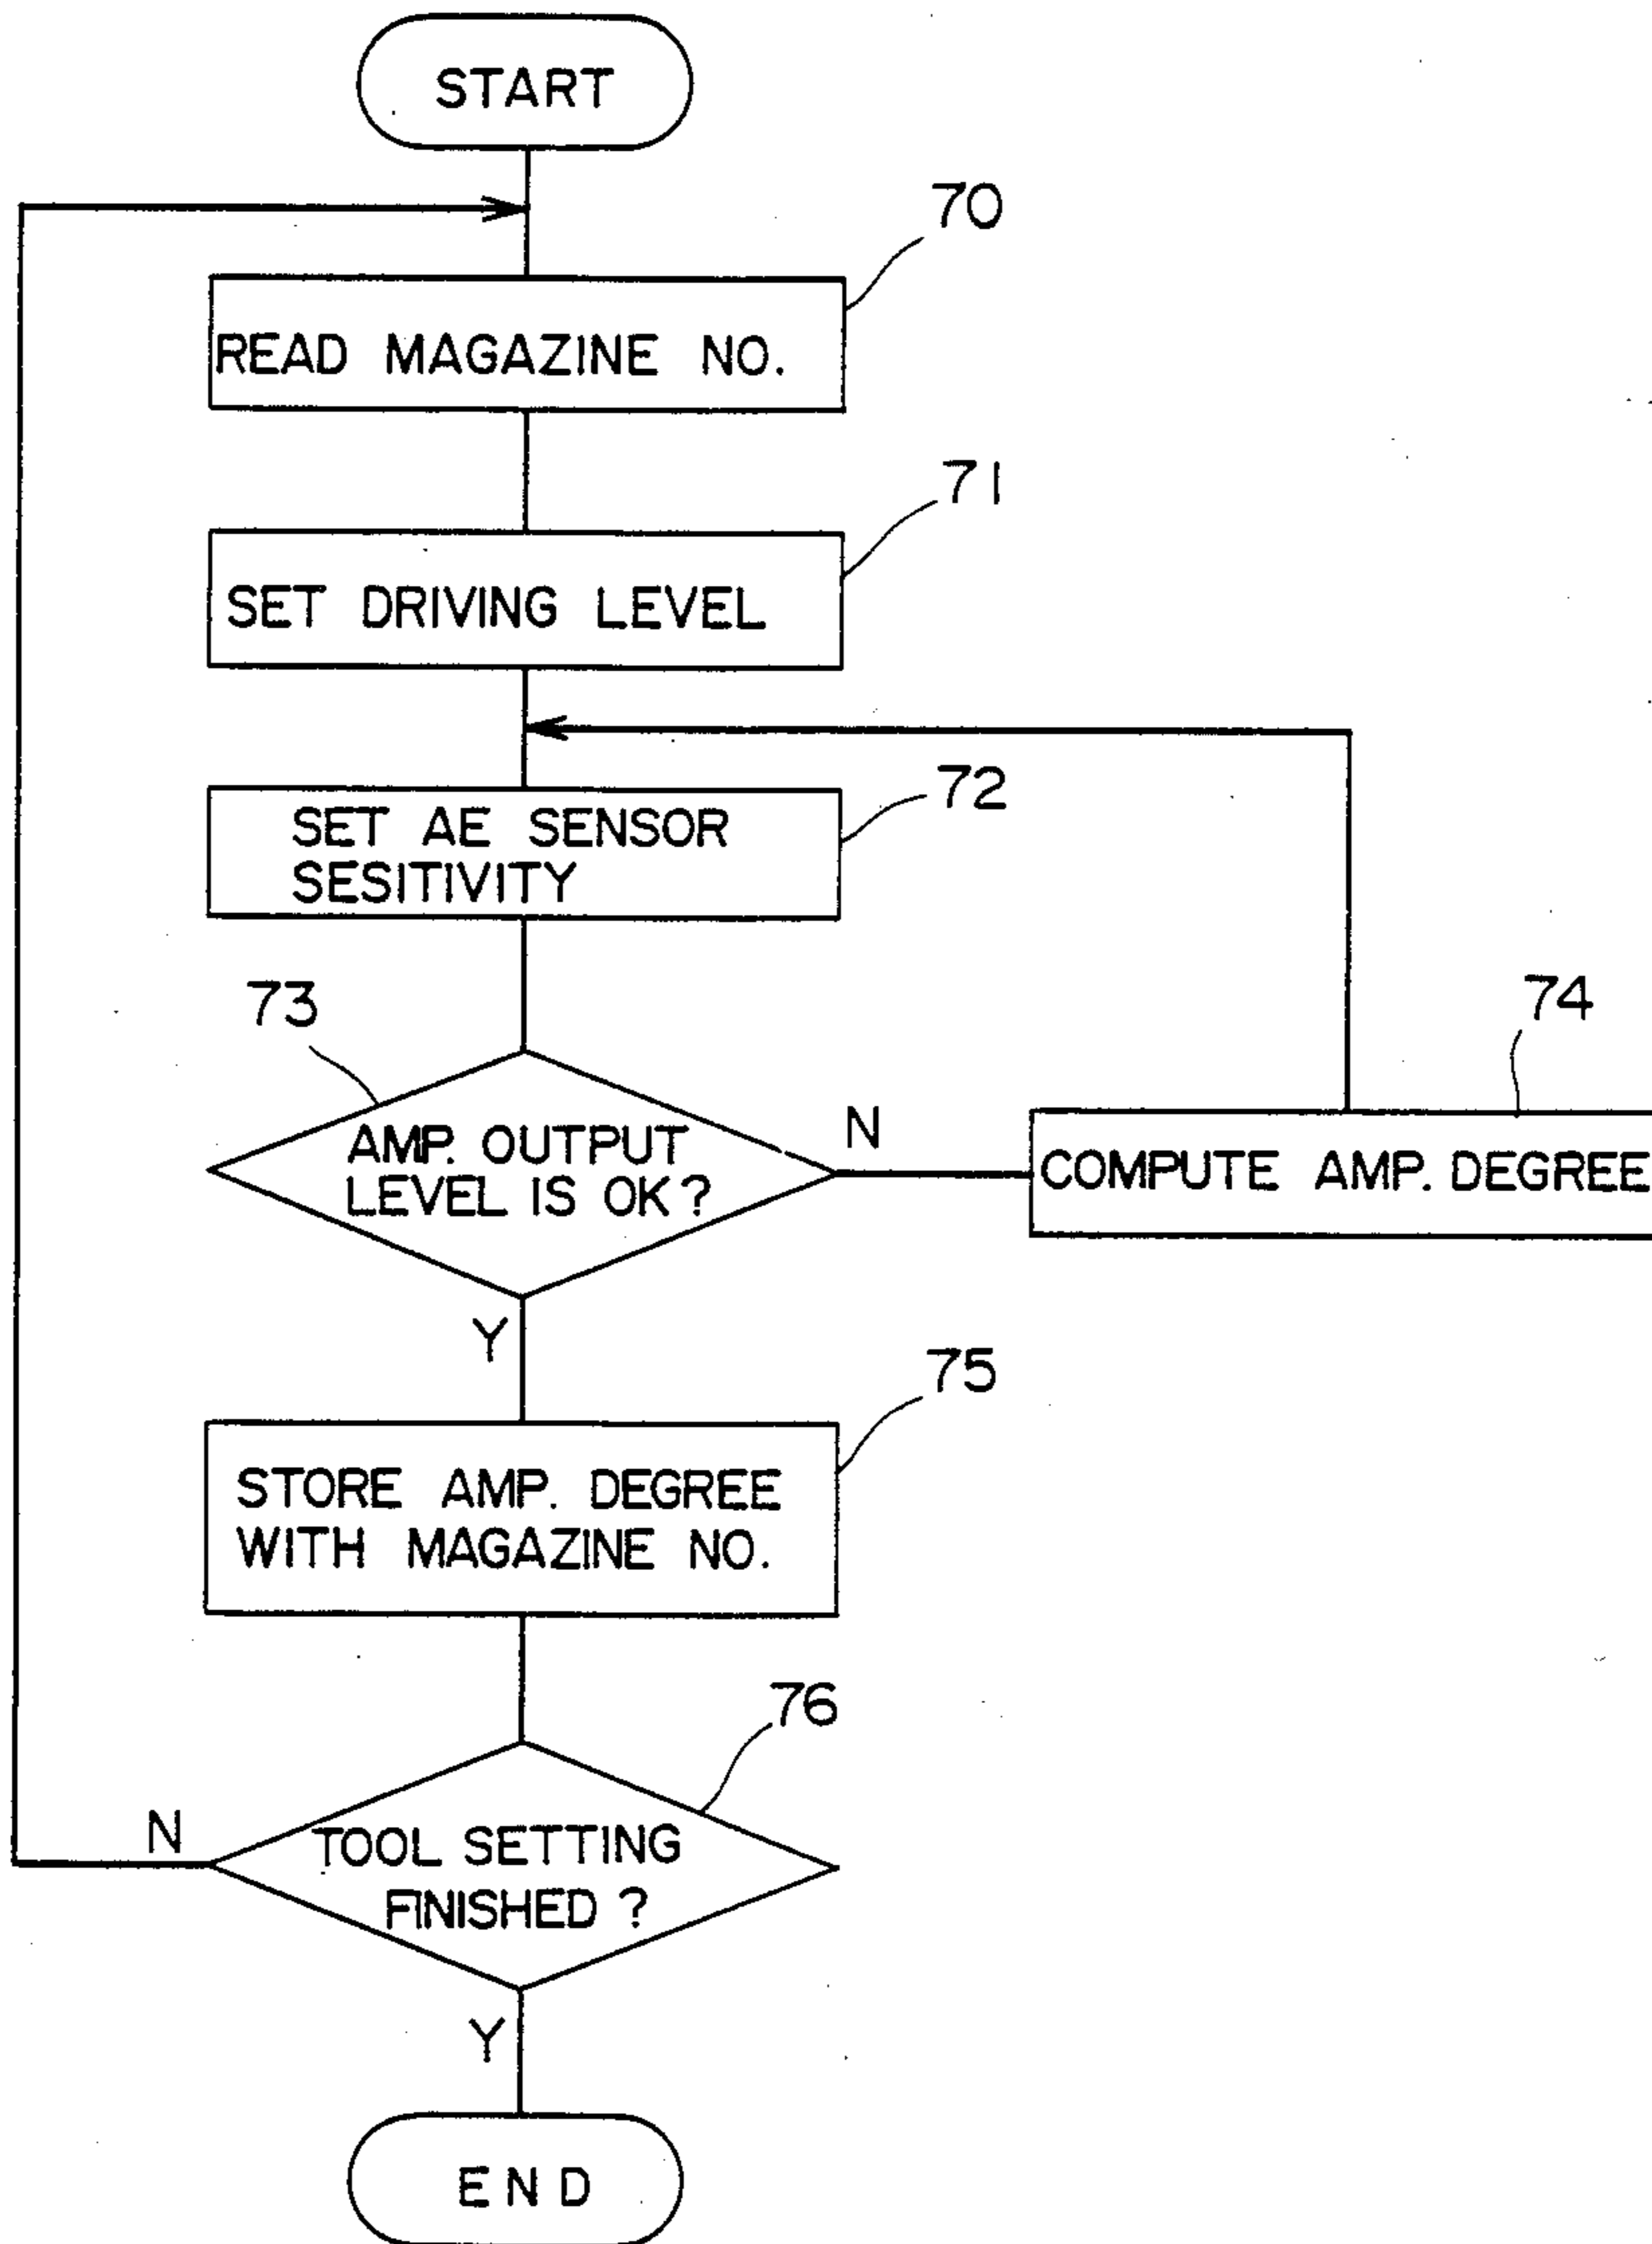 START
70
READ MAGAZINE NO.
71
SET DRIVING LEVEL
72
SET AE SENSOR
SESITIVITY
73
AMP. OUTPUT
LEVEL IS OK?
N
74
COMPUTE AMP. DEGREE
Y
75
STORE AMP. DEGREE
WITH MAGAZINE NO.
76
N
TOOL SETTING
FINISHED ?
Y
END